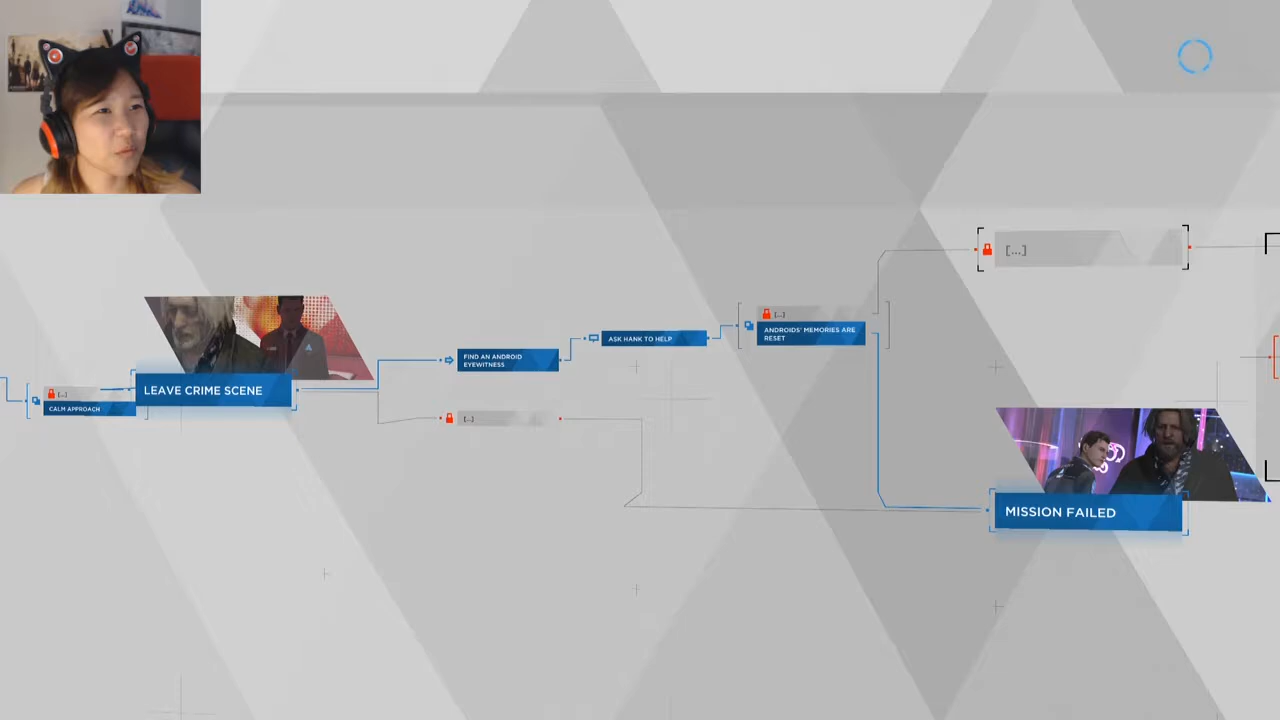 [...]
[...]
CALM APPROACH
LEAVE CRIME SCENE
FIND AN ANDROID
EYEWITNESS
[...]
ASK HANK TO HELP
[...]
ANDROIDS' MEMORIES ARE
RESET
MISSION FAILED